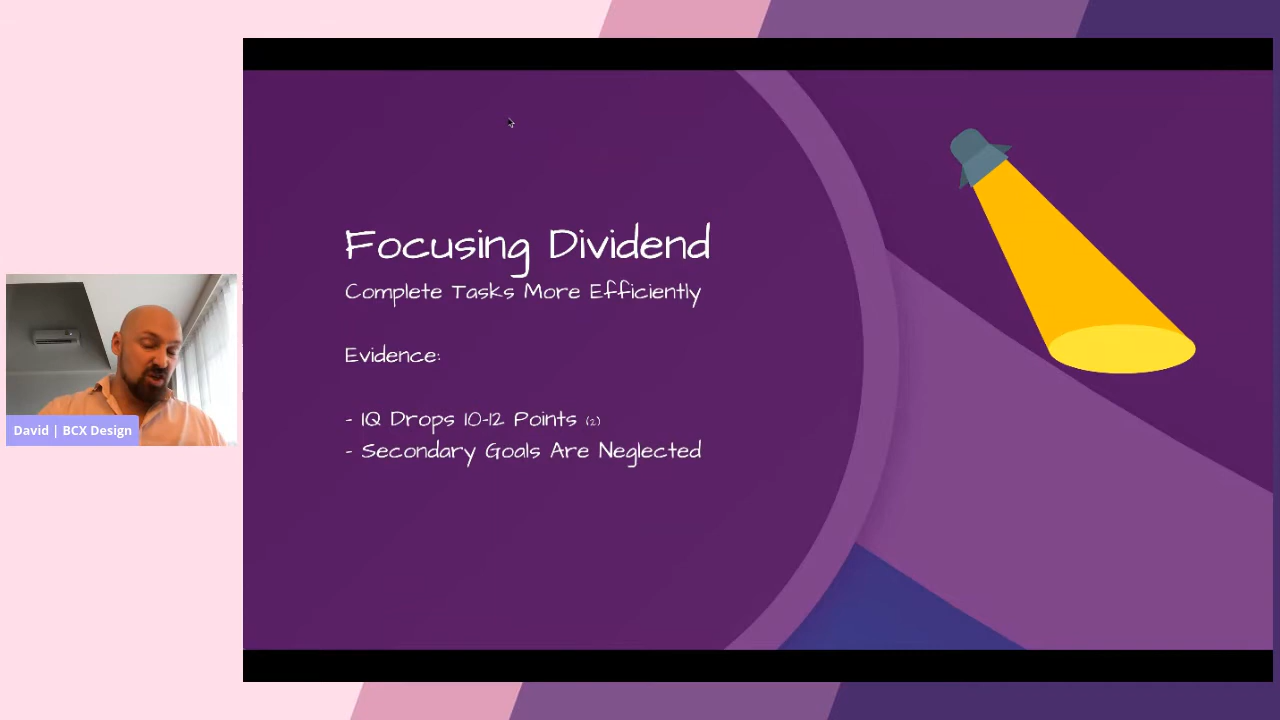 Focusing Dividend
Complete Tasks More Efficiently
Evidence:
- IQ Drops 10-12 Points (2)
- Secondary Goals Are Neglected
David | BCX Design